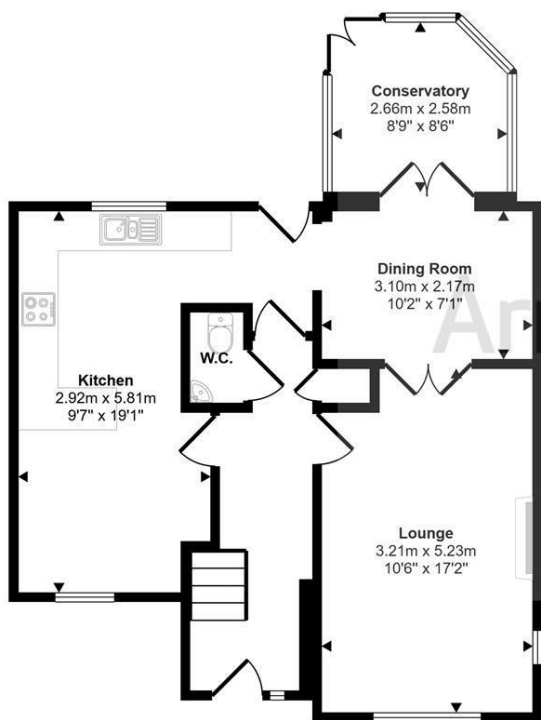 Conservatory
2.66m x 2.58m
8'9" x 8'6"
Dining Room
3.10m x 2.17m
10'2" x 7'1"
W.C.
Kitchen
2.92m x 5.81m
9'7" x 19'1"
Lounge
3.21m x 5.23m
10'6" x 17'2"